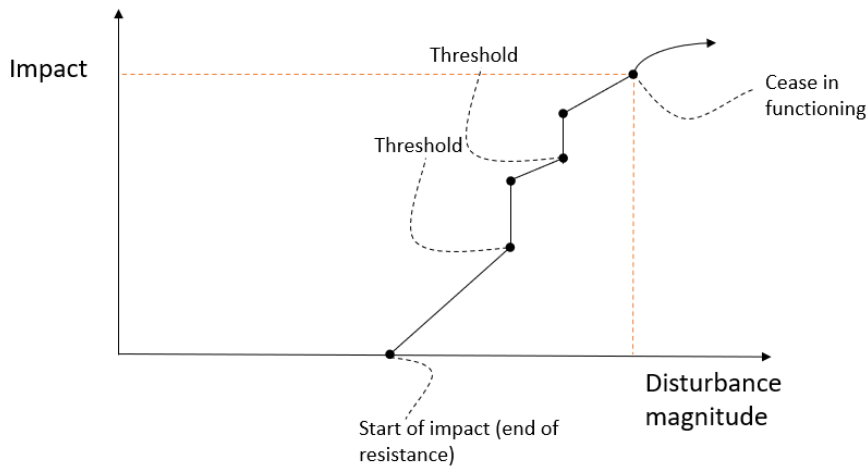 Threshold
Impact
Cease in
functioning
Threshold
Disturbance
magnitude
Start of impact (end of
resistance)